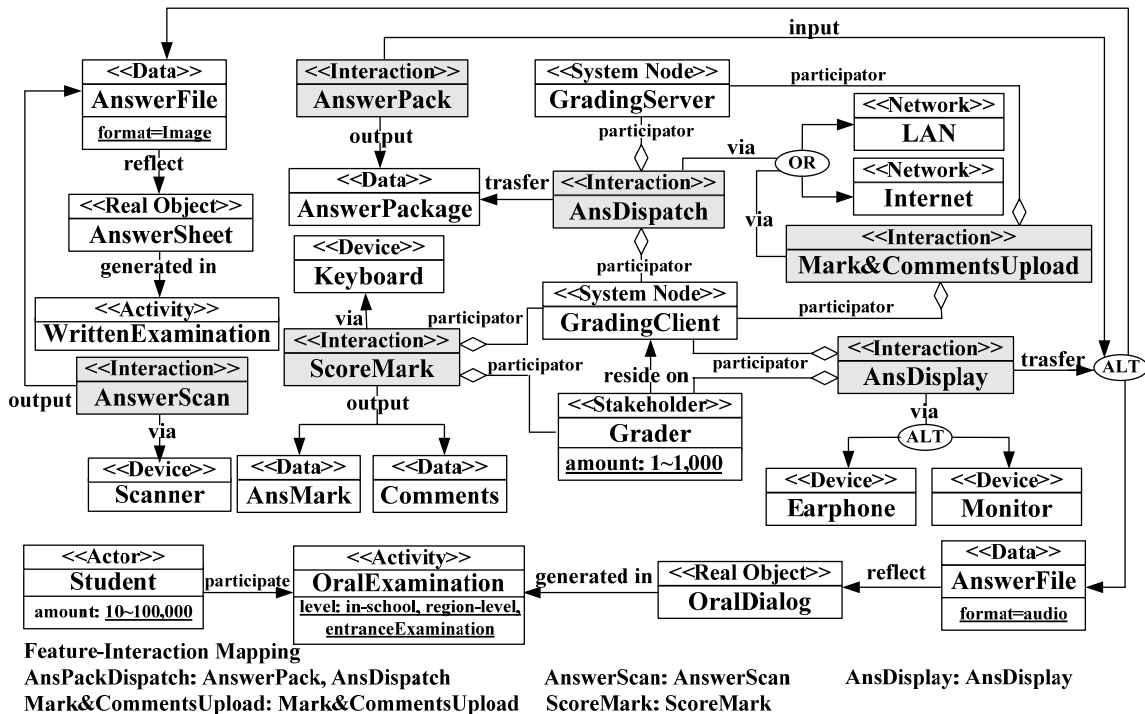 input
<<Data>>
AnswerFile
format=Image
<<Interaction>>
AnswerPack
<<System Node>>
GradingServer
participator
<<Network>>
LAN
output
reflect
participator
via
OR
<<Network>>
Internet
<<Real Object>>
AnswerSheet
<<Data>>
AnswerPackage
trasfer
<<Interaction>>
AnsDispatch
via
<<Interaction>>
Mark&CommentsUpload
generated in
<<Device>>
Keyboard
participator
<<Activity>>
WrittenExamination
via
participator
<<System Node>>
GradingClient
participator
<<Interaction>>
ScoreMark
<<Interaction>>
AnsDisplay
trasfer
ALT
<<Interaction>>
AnswerScan
output
participator
reside on
participator
output
via
via
<<Stakeholder>>
Grader
amount: 1~1,000
ALT
<<Device>>
Scanner
<<Data>>
AnsMark
<<Data>>
Comments
<<Device>>
Earphone
<<Device>>
Monitor
<<Actor>>
Student
amount: 10~100,000
participate
<<Activity>>
OralExamination
level: in-school, region-level,
entranceExamination
generated in
<<Real Object>>
OralDialog
reflect
<<Data>>
AnswerFile
format=audio
Feature-Interaction Mapping
AnsPackDispatch: AnswerPack, AnsDispatch AnswerScan: AnswerScan AnsDisplay: AnsDisplay
Mark&CommentsUpload: Mark&CommentsUpload ScoreMark: ScoreMark